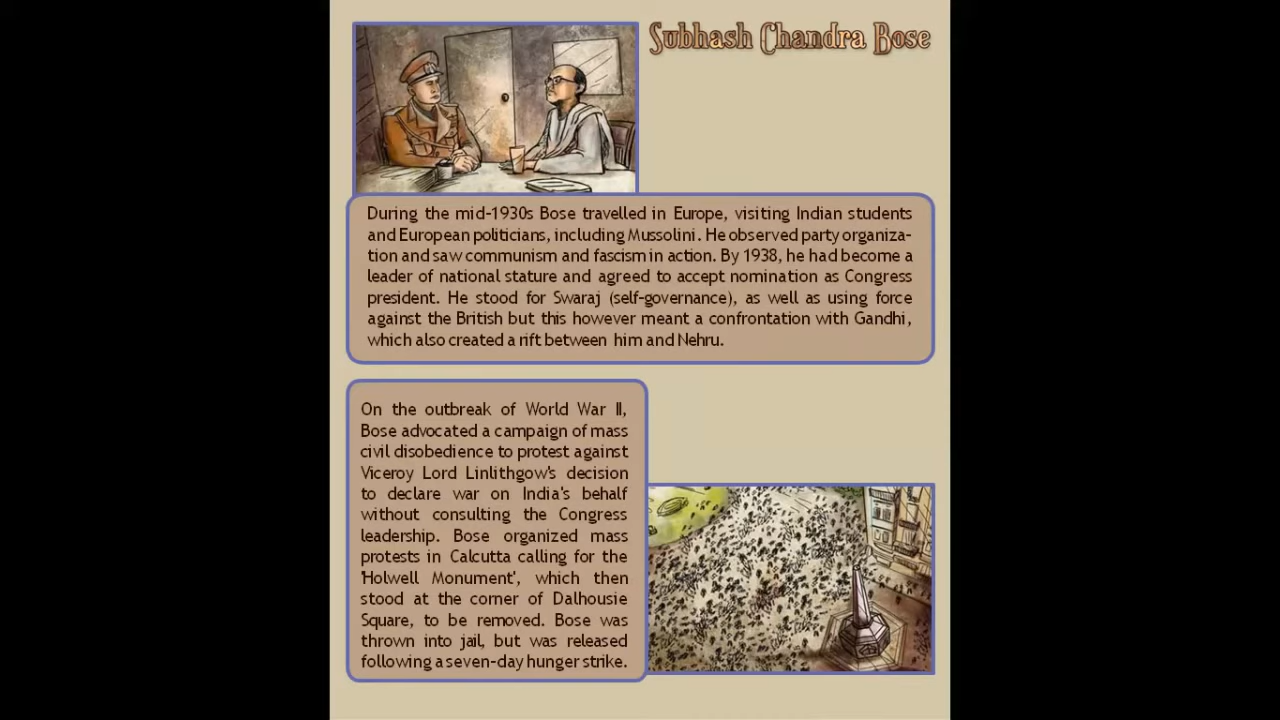 Subhash Chandra Bose
During the mid-1930s Bose travelled in Europe, visiting Indian students
and European politicians, including Mussolini. He observed party organiza-
tion and saw communism and fascism in action. By 1938, he had become a
leader of national stature and agreed to accept nomination as Congress
president. He stood for Swaraj (self-governance), as well as using force
against the British but this however meant a confrontation with Gandhi,
which also created a rift between him and Nehru.
On the outbreak of World War II,
Bose advocated a campaign of mass
civil disobedience to protest against
Viceroy Lord Linlithgow's decision
to declare war on India's behalf
without consulting the Congress
leadership. Bose organized mass
protests in Calcutta calling for the
'Holwell Monument', which then
stood at the corner of Dalhousie
Square, to be removed. Bose was
thrown into jail, but was released
following a seven-day hunger strike.